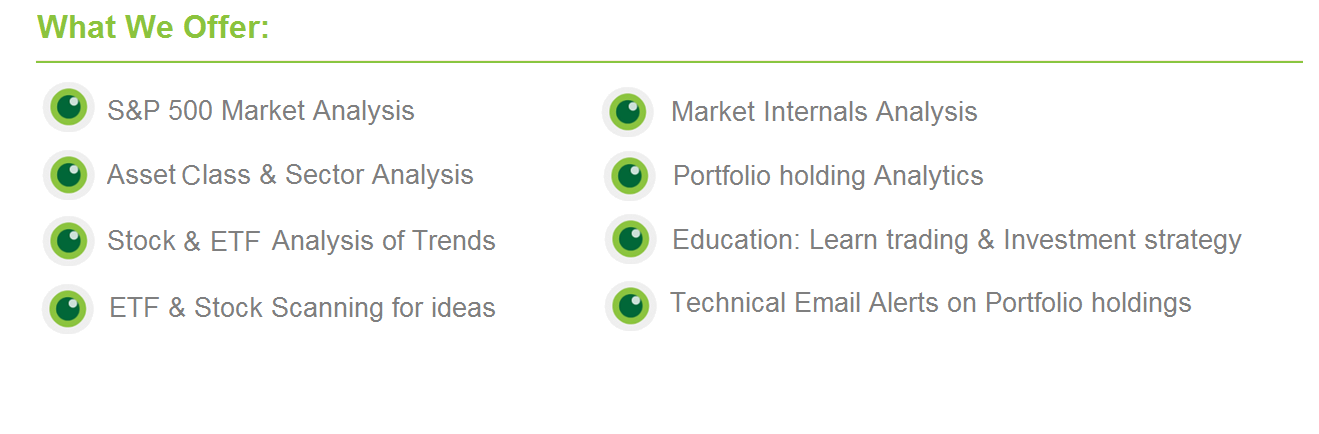 What We Offer:
S&P 500 Market Analysis
Asset Class & Sector Analysis
Stock & ETF Analysis of Trends
ETF & Stock Scanning for ideas
Market Internals Analysis
Portfolio holding Analytics
Education: Learn trading & Investment strategy
Technical Email Alerts on Portfolio holdings